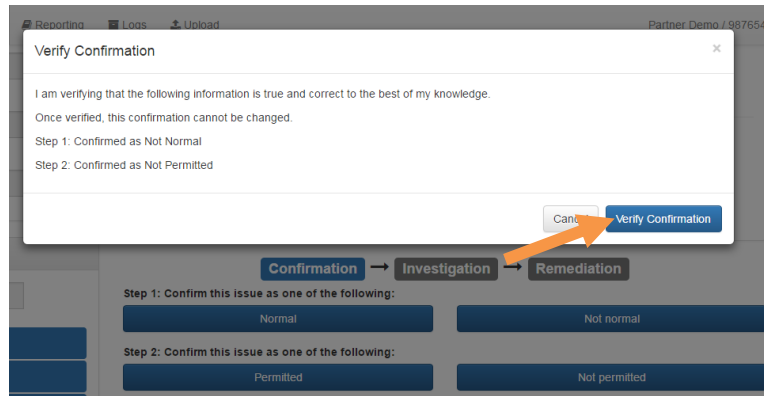 Reporting Logs Upload Partner Demo / 987654
Verify Confirmation ×
I am verifying that the following information is true and correct to the best of my knowledge.
Once verified, this confirmation cannot be changed.
Step 1: Confirmed as Not Normal
Step 2: Confirmed as Not Permitted
Cancel Verify Confirmation
Confirmation → Investigation → Remediation
Step 1: Confirm this issue as one of the following:
Normal Not normal
Step 2: Confirm this issue as one of the following:
Permitted Not permitted